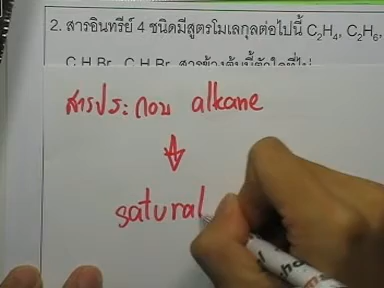 2. สารอินทรีย์ 4 ชนิดมีสูตรโมเลกุลต่อไปนี้ C₂H₄, C₂H₆,
สารประกอบ alkane
satural